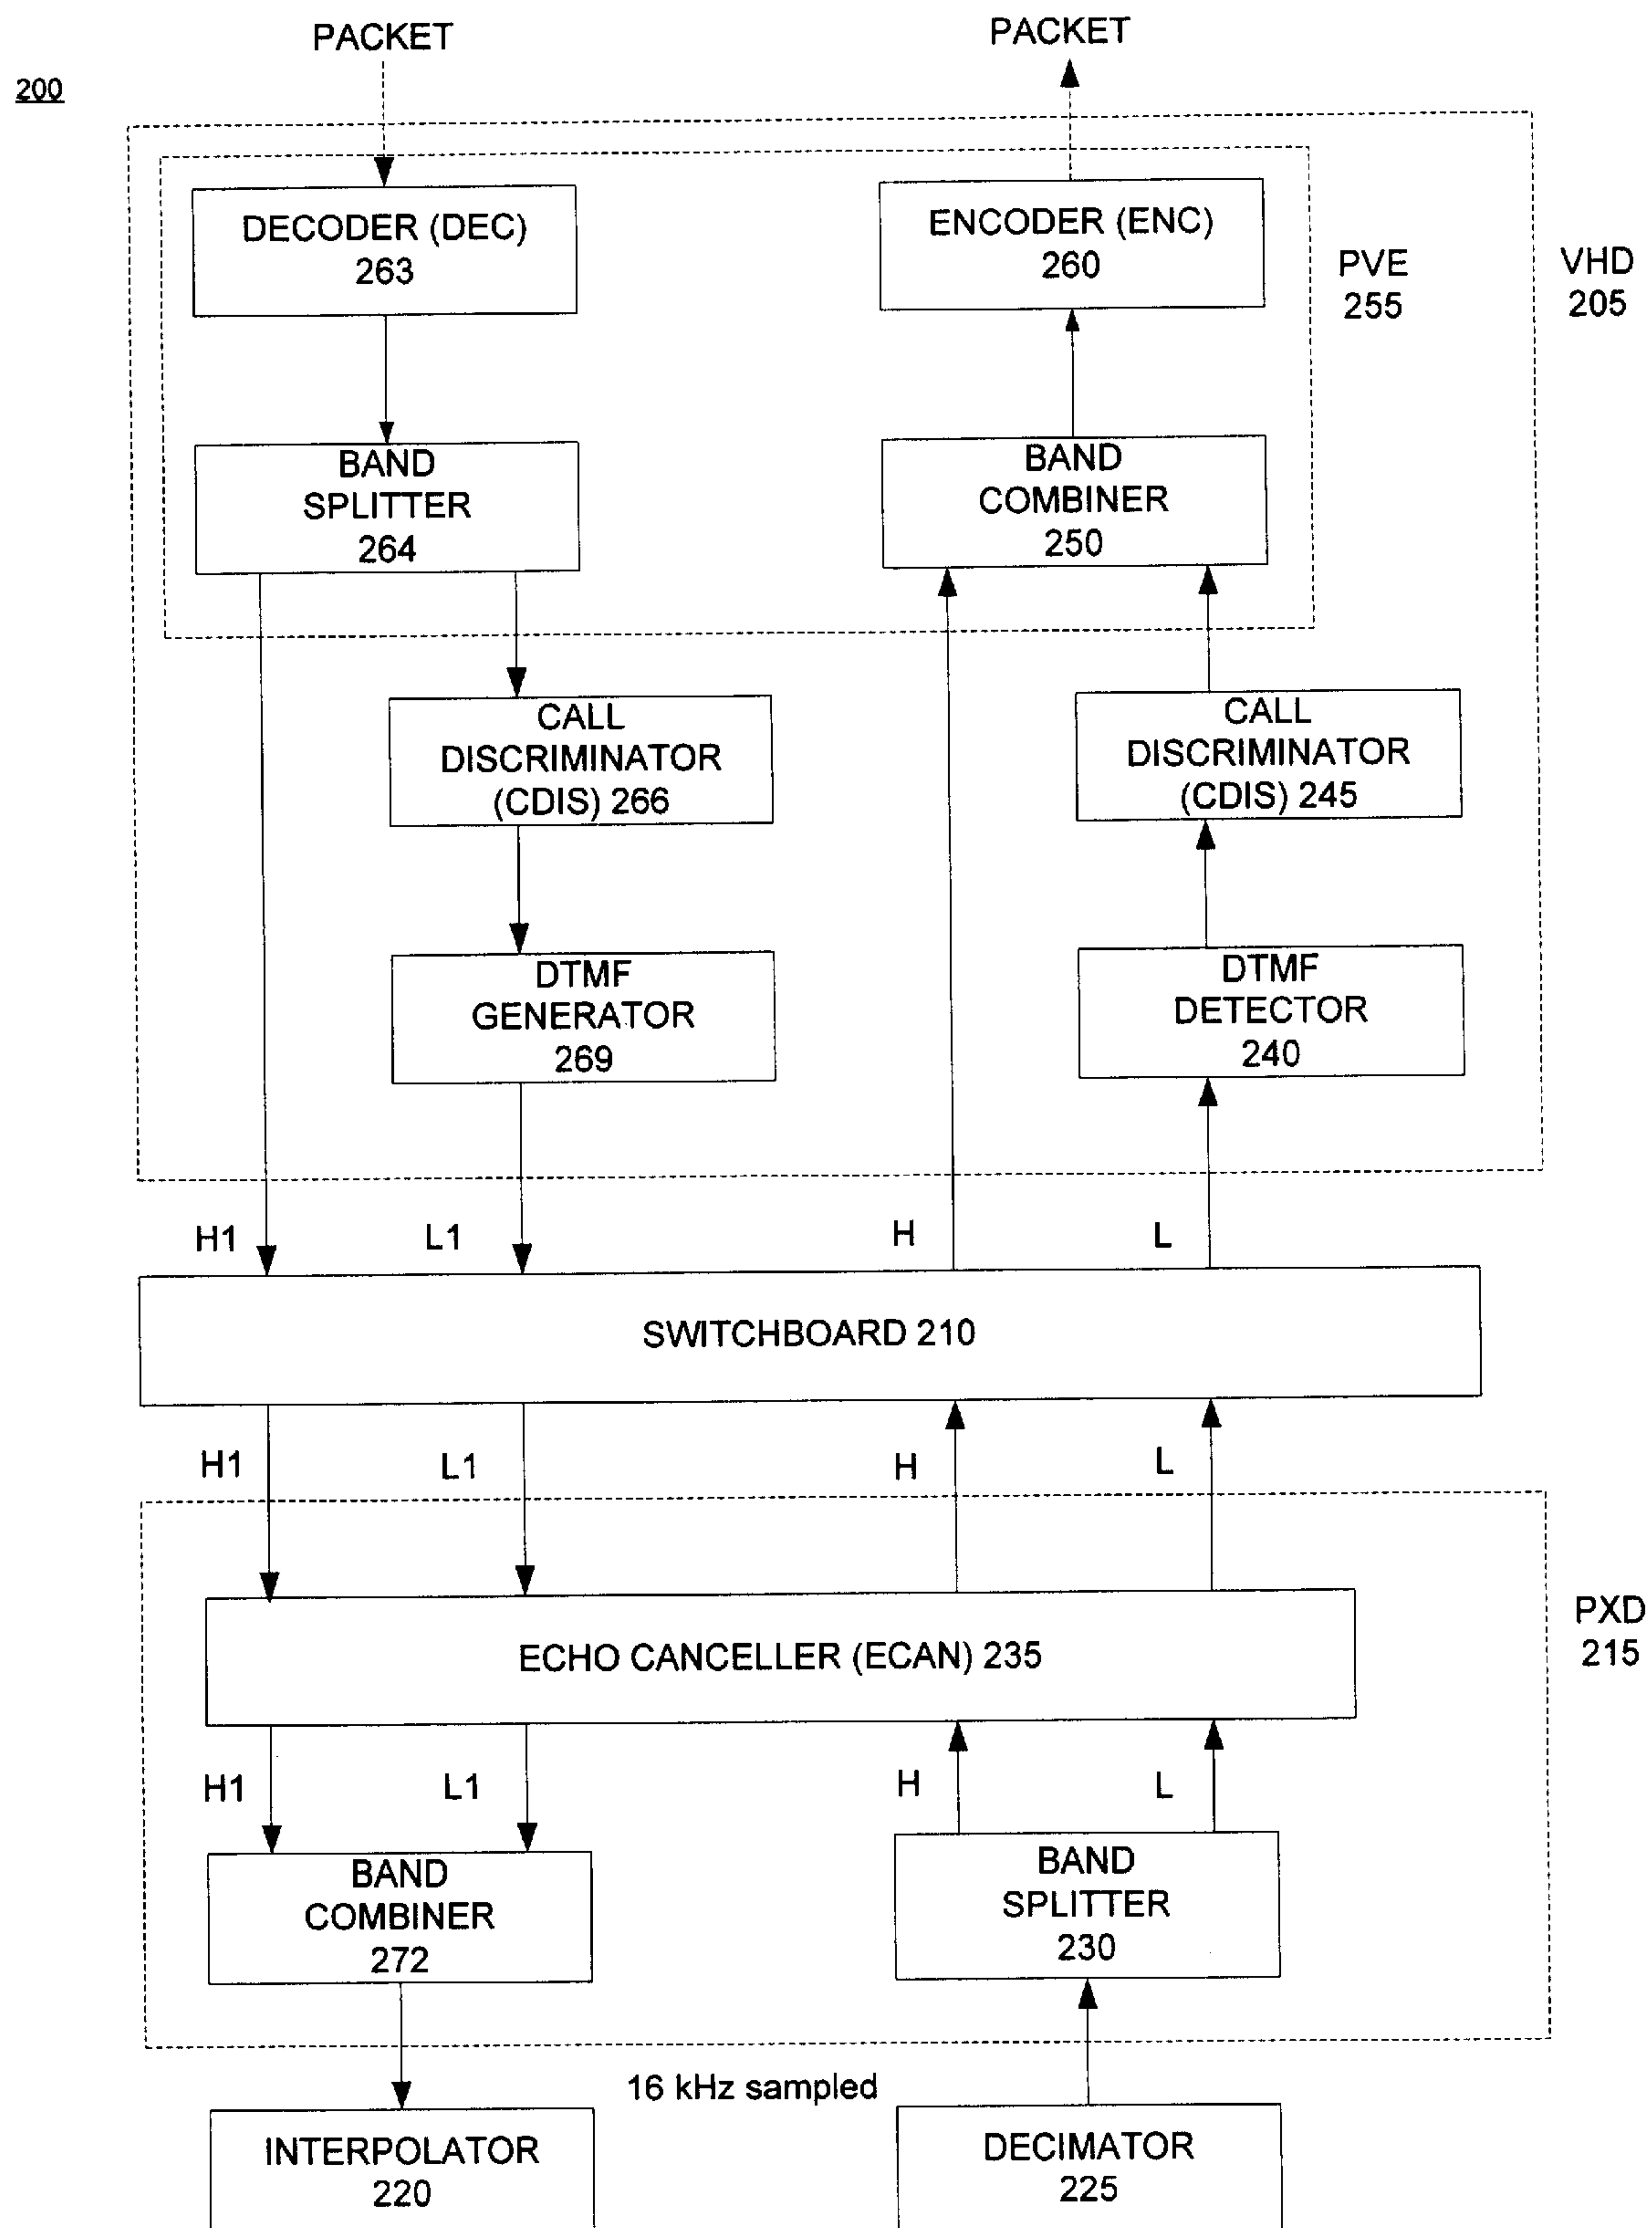 PACKET
PACKET
200
DECODER (DEC)
263
ENCODER (ENC)
260
PVE
255
VHD
205
BAND
SPLITTER
264
BAND
COMBINER
250
CALL
DISCRIMINATOR
(CDIS) 266
CALL
DISCRIMINATOR
(CDIS) 245
DTMF
GENERATOR
269
DTMF
DETECTOR
240
H1
L1
H
L
SWITCHBOARD 210
H1
L1
H
L
ECHO CANCELLER (ECAN) 235
PXD
215
H1
L1
H
L
BAND
COMBINER
272
BAND
SPLITTER
230
16 kHz sampled
INTERPOLATOR
220
DECIMATOR
225